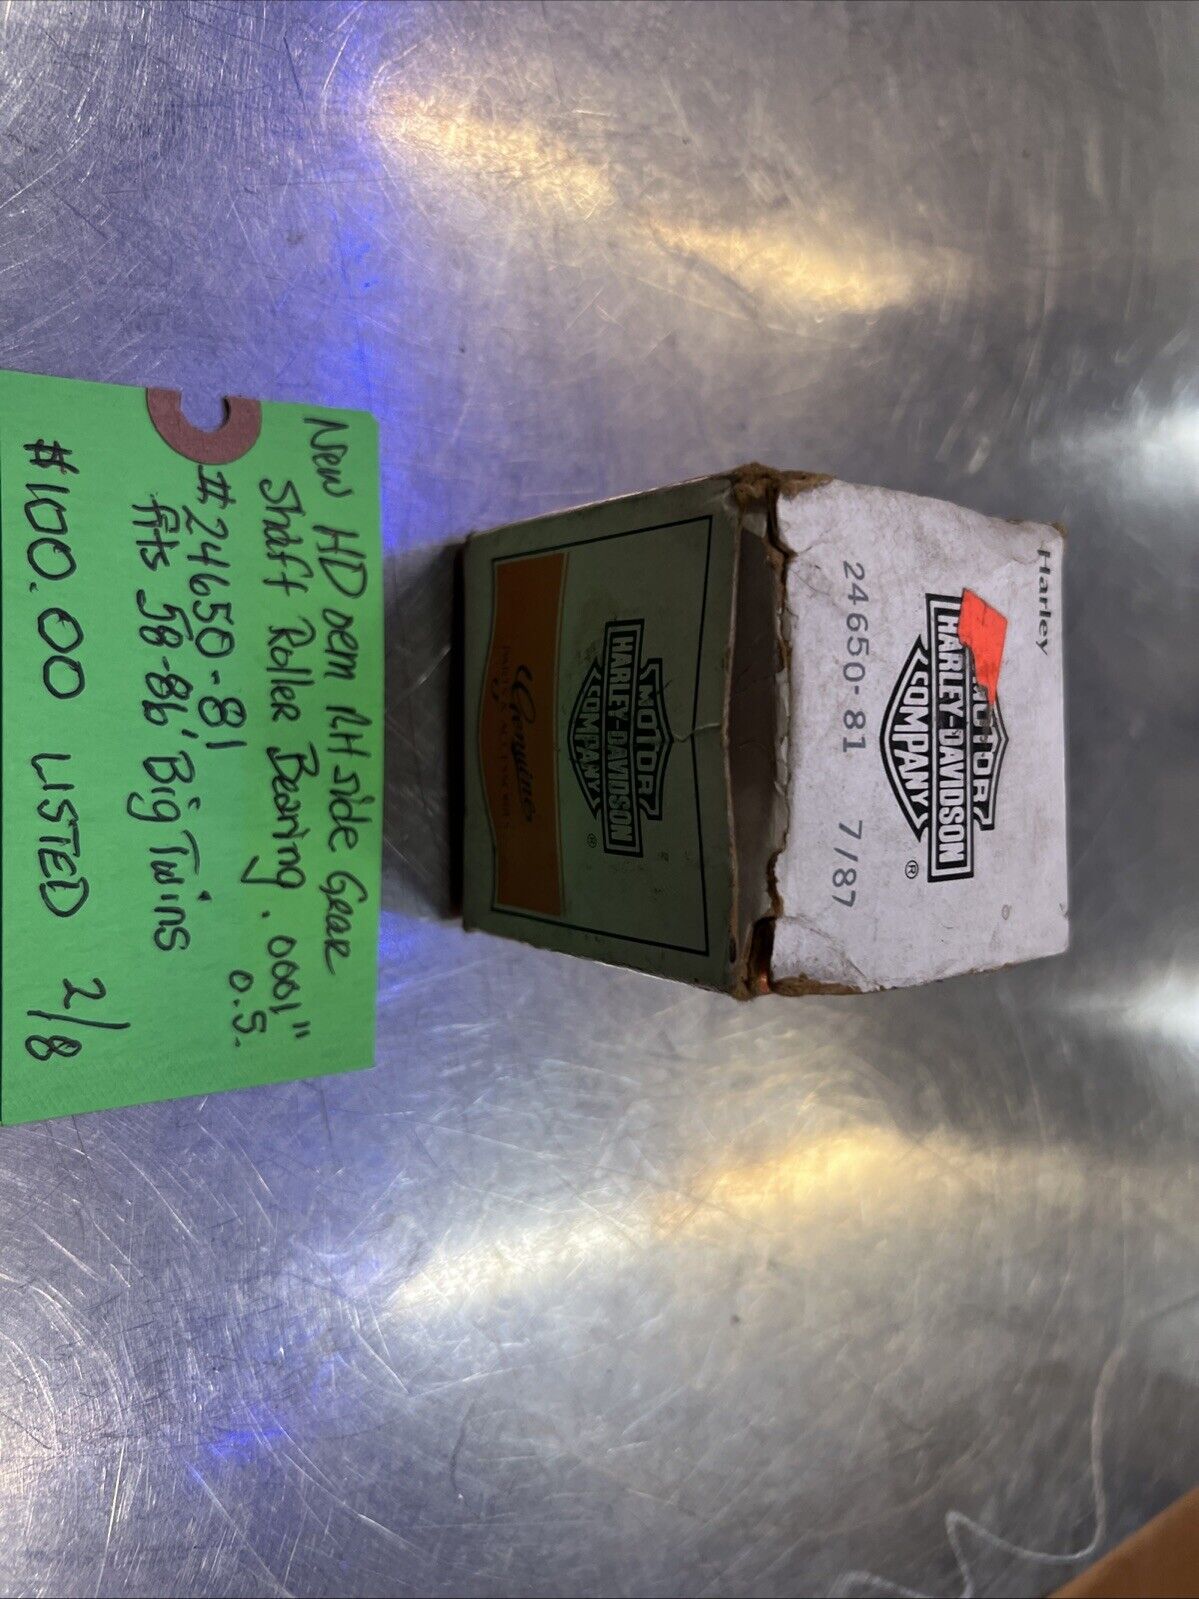 New HD oem RH side Gear
Shaft Roller Bearing .0001"
o.s.
#24650-81
fits 58-86' Big Twins
#100.00 LISTED 2/8
Harley
MOTOR
HARLEY-DAVIDSON
COMPANY
®
24650-81 7/87
MOTOR
HARLEY-DAVIDSON
COMPANY
®
Genuine